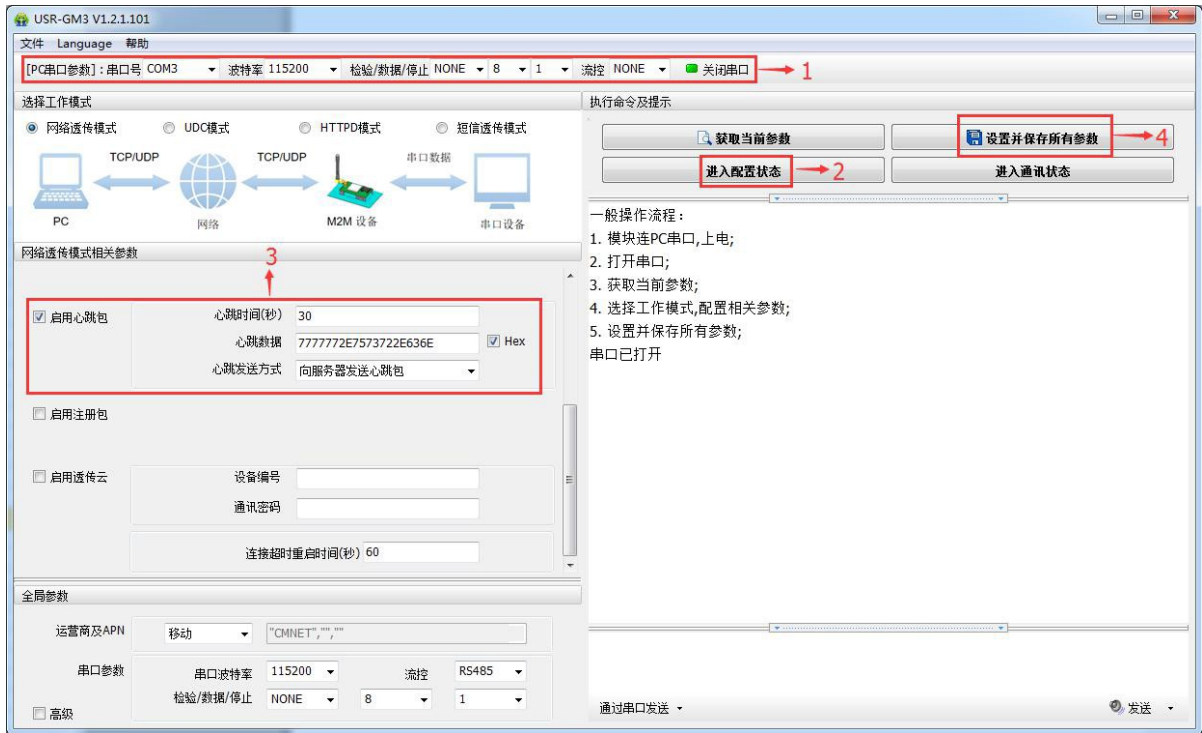 USR-GM3 V1.2.1.101
文件 Language 帮助
[PC串口参数]:串口号 COM3 波特率 115200 检验/数据/停止 NONE 8 1 流控 NONE 关闭串口 1
选择工作模式
网络透传模式 UDC模式 HTTPD模式 短信透传模式
TCP/UDP TCP/UDP 串口数据
PC 网络 M2M 设备 串口设备
网络透传模式相关参数
3
启用心跳包 心跳时间(秒) 30
心跳数据 7777772E7573722E636E Hex
心跳发送方式 向服务器发送心跳包
启用注册包
启用透传云 设备编号
通讯密码
连接超时重启时间(秒) 60
全局参数
运营商及APN 移动 "CMNET","",""
串口参数 串口波特率 115200 流控 RS485
检验/数据/停止 NONE 8 1
高级
执行命令及提示
获取当前参数 设置并保存所有参数 4
进入配置状态 2 进入通讯状态
一般操作流程:
1. 模块连PC串口,上电;
2. 打开串口;
3. 获取当前参数;
4. 选择工作模式,配置相关参数;
5. 设置并保存所有参数;
串口已打开
通过串口发送 发送